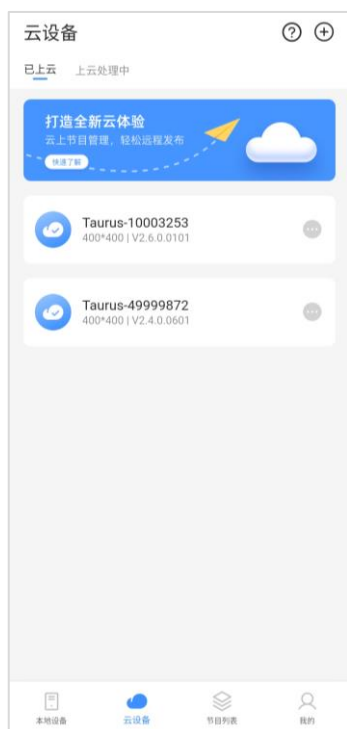 云设备
已上云 上云处理中
打造全新云体验
云上节目管理，轻松远程发布
快速了解
Taurus-10003253
400*400 | V2.6.0.0101
Taurus-49999872
400*400 | V2.4.0.0601
本地设备 云设备 节目列表 我的